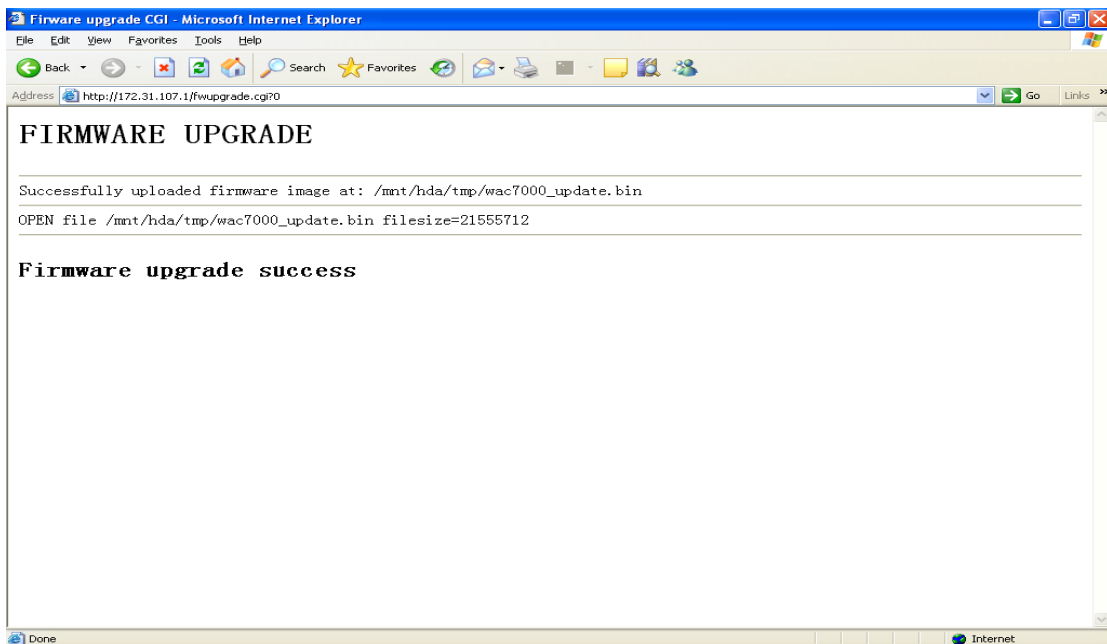 Firware upgrade CGI - Microsoft Internet Explorer
File Edit View Favorites Tools Help
Back Search Favorites
Address http://172.31.107.1/fwupgrade.cgi?0 Go Links »
FIRMWARE UPGRADE
Successfully uploaded firmware image at: /mnt/hda/tmp/wac7000_update.bin
OPEN file /mnt/hda/tmp/wac7000_update.bin filesize=21555712
Firmware upgrade success
Done Internet